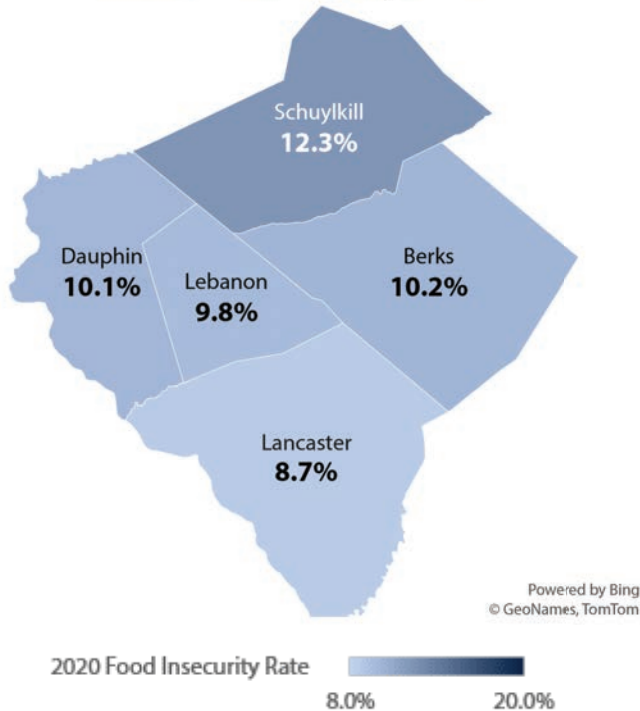 Schuylkill
12.3%
Dauphin
10.1%
Lebanon
9.8%
Berks
10.2%
Lancaster
8.7%
Powered by Bing
© GeoNames, TomTom
2020 Food Insecurity Rate
8.0%
20.0%